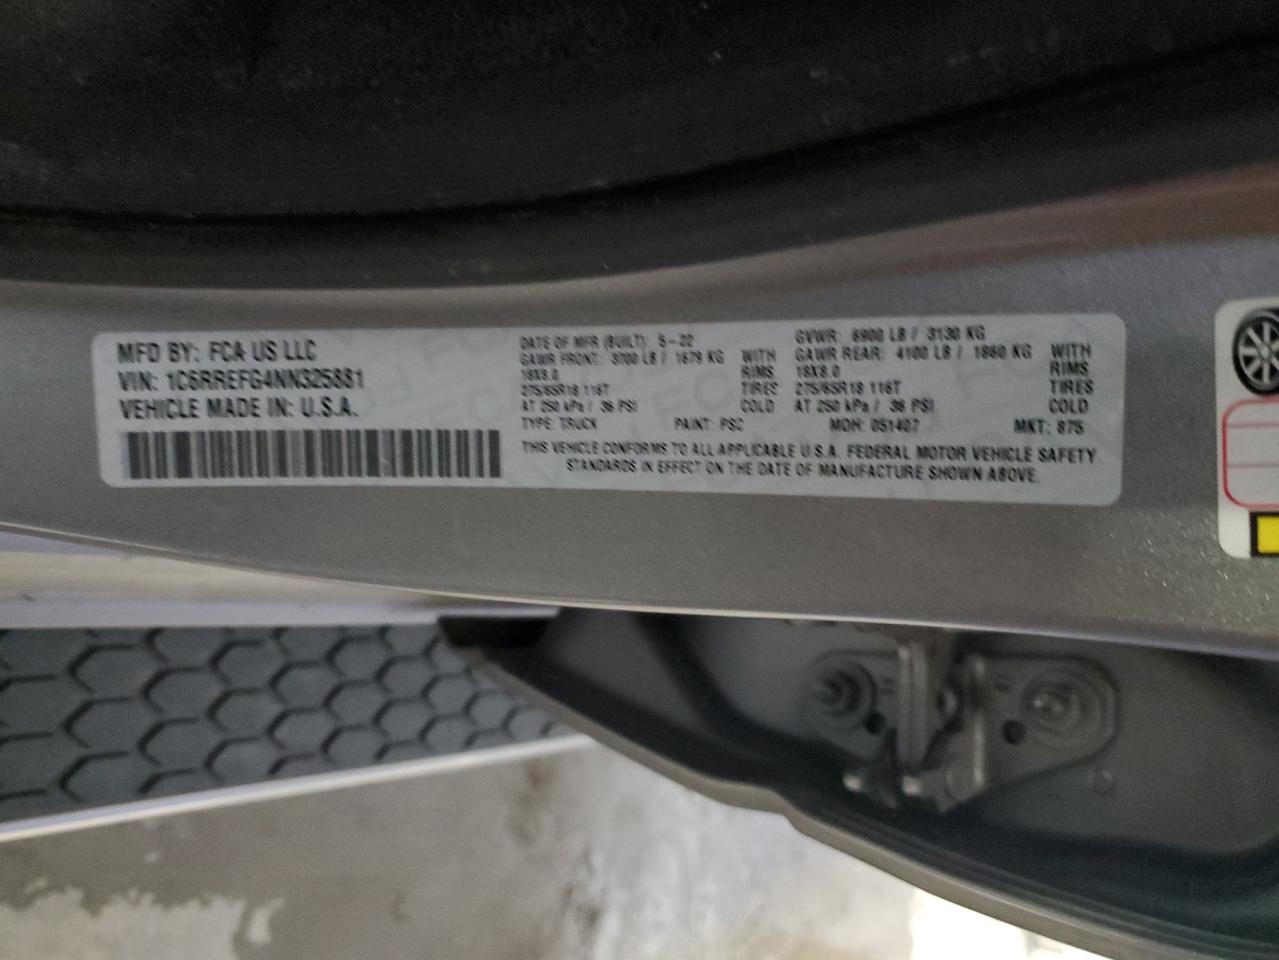 MFD BY: FCA US LLC
VIN: 1C6RREFG4NN325881
VEHICLE MADE IN: U.S.A.
DATE OF MFR (BUILT): 5-22 GVWR: 6900 LB / 3130 KG
GAWR FRONT: 3700 LB / 1679 KG WITH GAWR REAR: 4100 LB / 1860 KG WITH
18X8.0 RIMS 18X8.0 RIMS
275/65R18 116T TIRES 275/65R18 116T TIRES
AT 250 kPa / 36 PSI COLD AT 250 kPa / 36 PSI COLD
TYPE: TRUCK PAINT: PSC MDH: 051407 MKT: 875
THIS VEHICLE CONFORMS TO ALL APPLICABLE U.S.A. FEDERAL MOTOR VEHICLE SAFETY
STANDARDS IN EFFECT ON THE DATE OF MANUFACTURE SHOWN ABOVE.